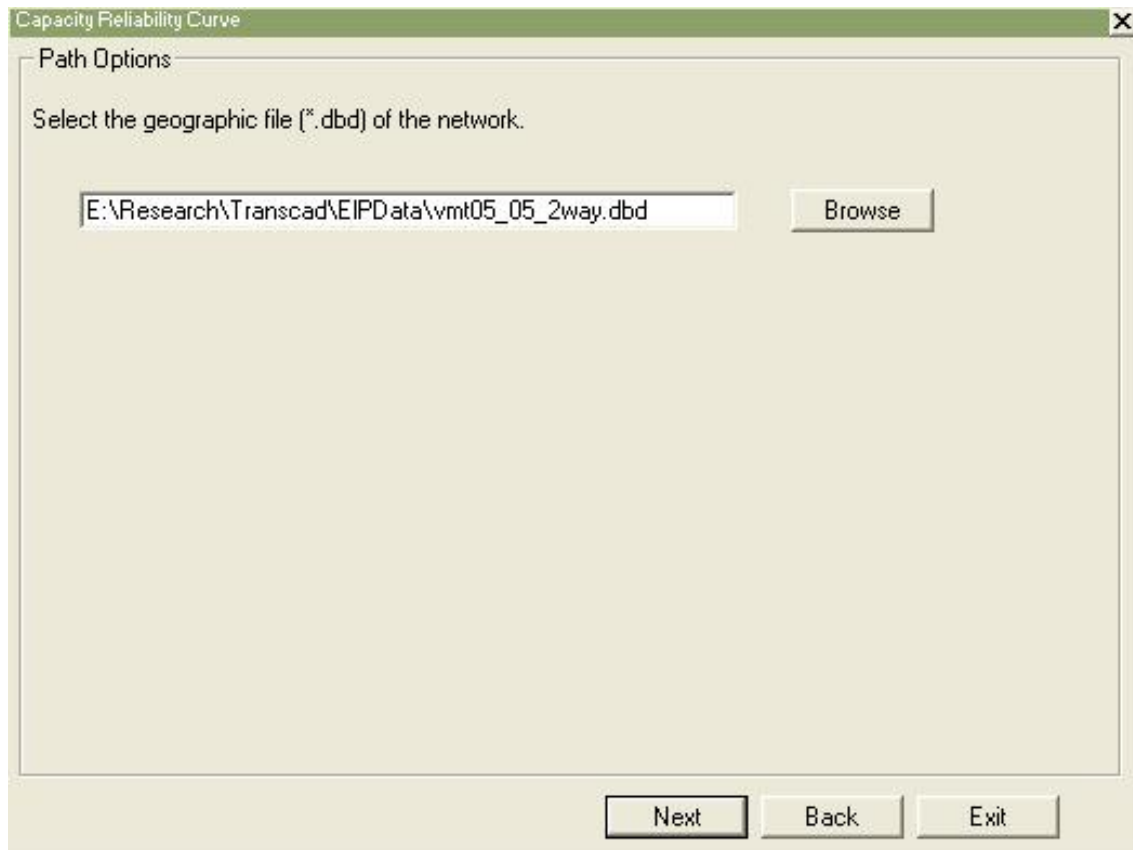 Capacity Reliability Curve
Path Options
Select the geographic file (*.dbd) of the network.
E:\Research\Transcad\EIPData\vmt05_05_2way.dbd
Browse
Next Back Exit